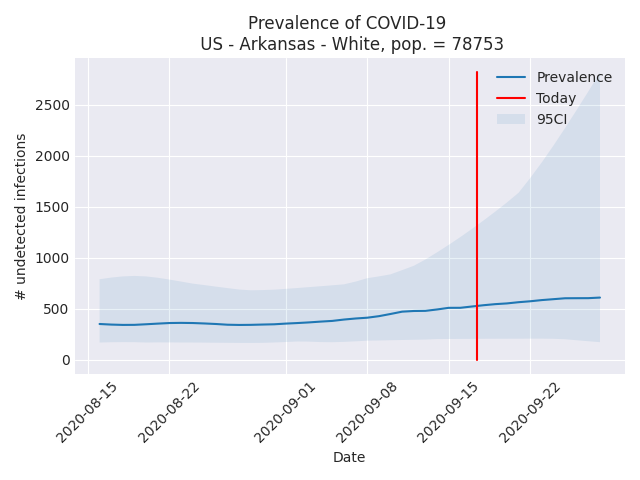 Prevalence of COVID-19
US - Arkansas - White, pop. = 78753
Prevalence
Today
95CI
# undetected infections
2500
2000
1500
1000
500
0
2020-08-15
2020-08-22
2020-09-01
2020-09-08
2020-09-15
2020-09-22
Date